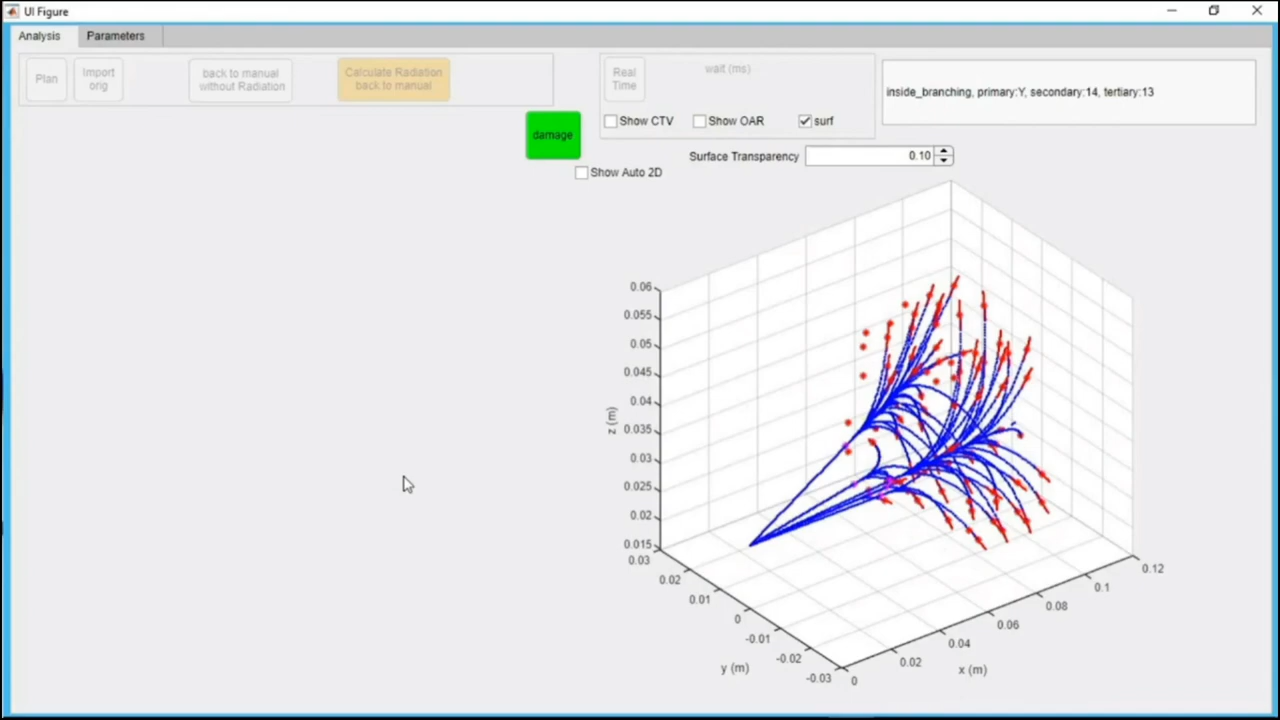 UI Figure
Analysis
Parameters
Plan
Import
orig
back to manual
without Radiation
Calculate Radiation
back to manual
Real
Time
wait (ms)
inside_branching, primary:Y, secondary:14, tertiary:13
Show CTV
Show OAR
surf
damage
Surface Transparency
0.10
Show Auto 2D
0.06
0.055
0.05
0.045
0.04
0.035
0.03
0.025
0.02
0.015
z (m)
0.03
0.02
0.01
0
-0.01
-0.02
-0.03
y (m)
0
0.02
0.04
0.06
0.08
0.1
0.12
x (m)